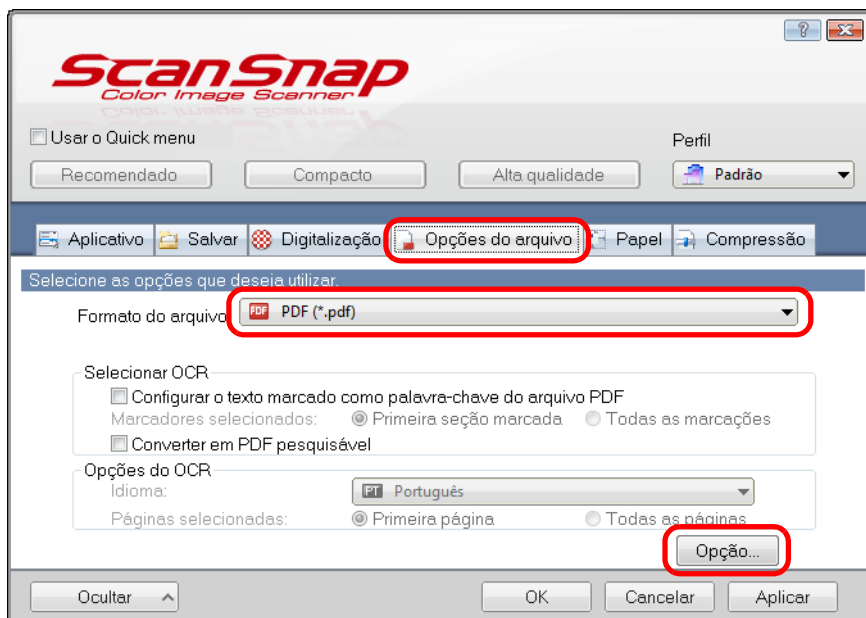 ScanSnap
Color Image Scanner
Usar o Quick menu
Perfil
Recomendado Compacto Alta qualidade Padrão
Aplicativo Salvar Digitalização Opções do arquivo Papel Compressão
Selecione as opções que deseja utilizar.
Formato do arquivo PDF PDF (*.pdf)
Selecionar OCR
Configurar o texto marcado como palavra-chave do arquivo PDF
Marcadores selecionados: Primeira seção marcada Todas as marcações
Converter em PDF pesquisável
Opções do OCR
Idioma: PT Português
Páginas selecionadas: Primeira página Todas as páginas
Opção...
Ocultar OK Cancelar Aplicar